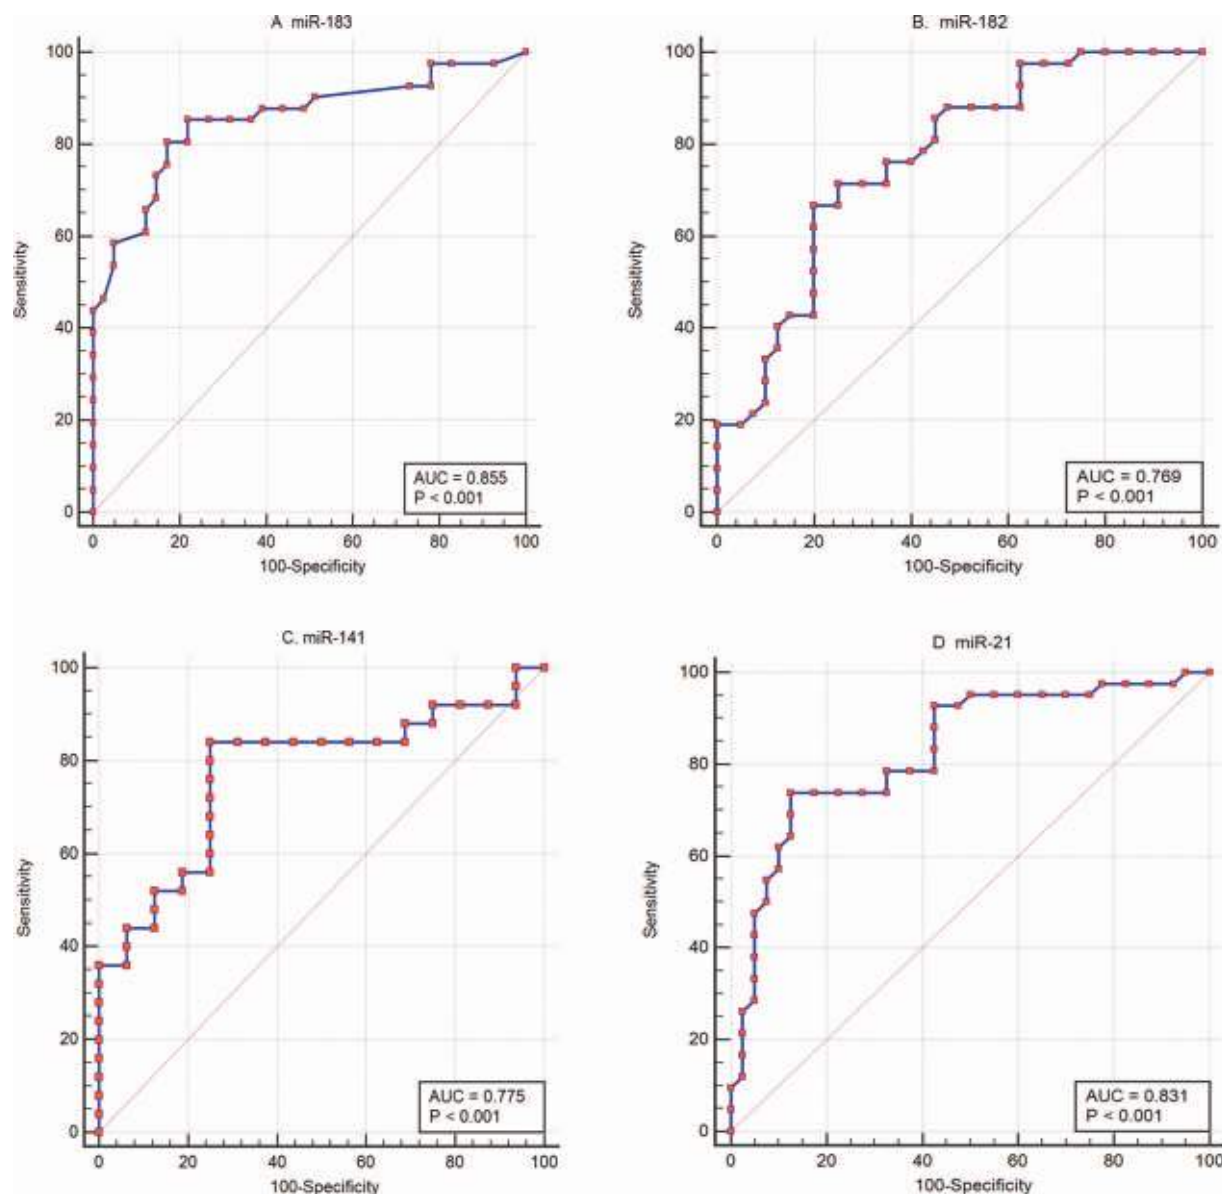 A miR-183
100
80
60
40
20
0
Sensitivity
AUC = 0.855
P < 0.001
0 20 40 60 80 100
100-Specificity
B. miR-182
100
80
60
40
20
0
Sensitivity
AUC = 0.769
P < 0.001
0 20 40 60 80 100
100-Specificity
C. miR-141
100
80
60
40
20
0
Sensitivity
AUC = 0.775
P < 0.001
0 20 40 60 80 100
100-Specificity
D miR-21
100
80
60
40
20
0
Sensitivity
AUC = 0.831
P < 0.001
0 20 40 60 80 100
100-Specificity